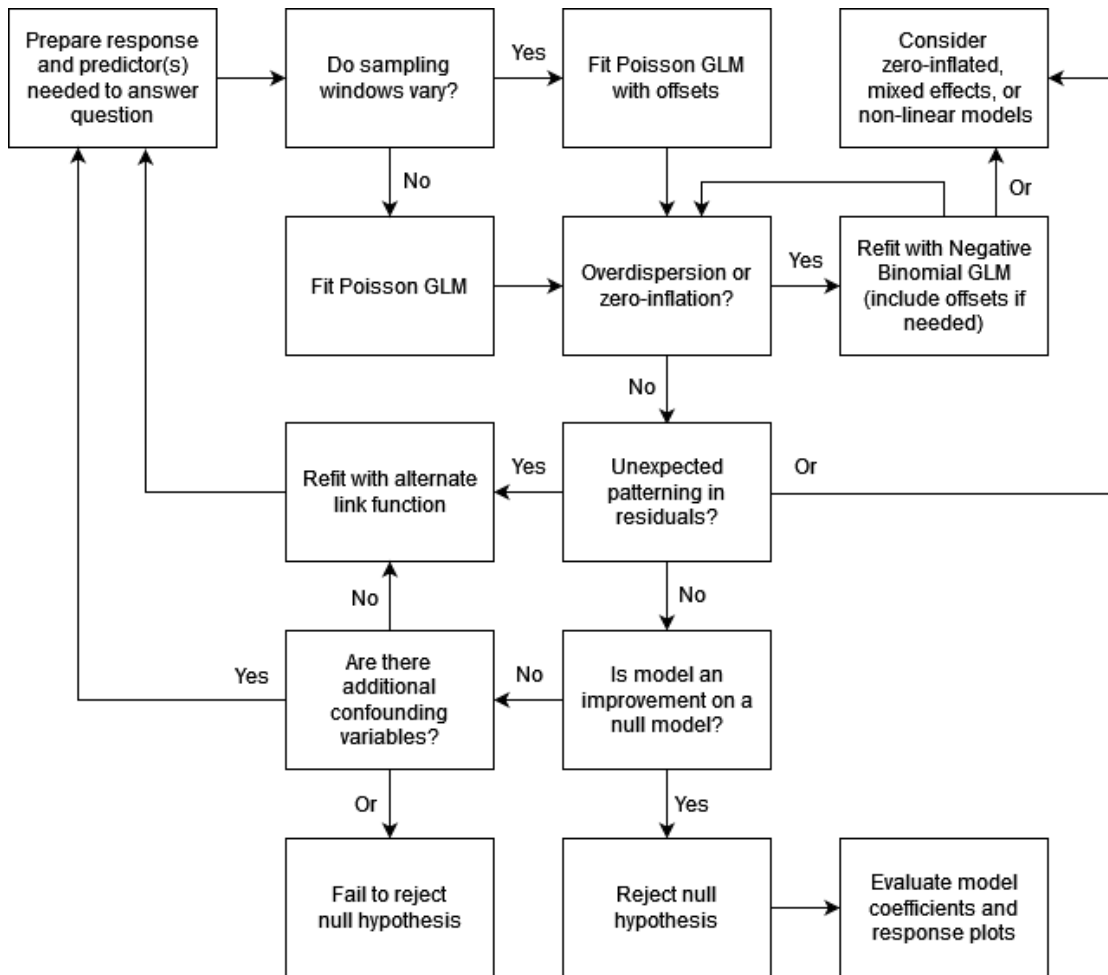 Prepare response
and predictor(s)
needed to answer
question
Do sampling
windows vary?
Yes
Fit Poisson GLM
with offsets
Consider
zero-inflated,
mixed effects, or
non-linear models
No
Or
Fit Poisson GLM
Overdispersion or
zero-inflation?
Yes
Refit with Negative
Binomial GLM
(include offsets if
needed)
No
Refit with alternate
link function
Yes
Unexpected
patterning in
residuals?
Or
No
No
Yes
Are there
additional
confounding
variables?
No
Is model an
improvement on a
null model?
Or
Yes
Fail to reject
null hypothesis
Reject null
hypothesis
Evaluate model
coefficients and
response plots